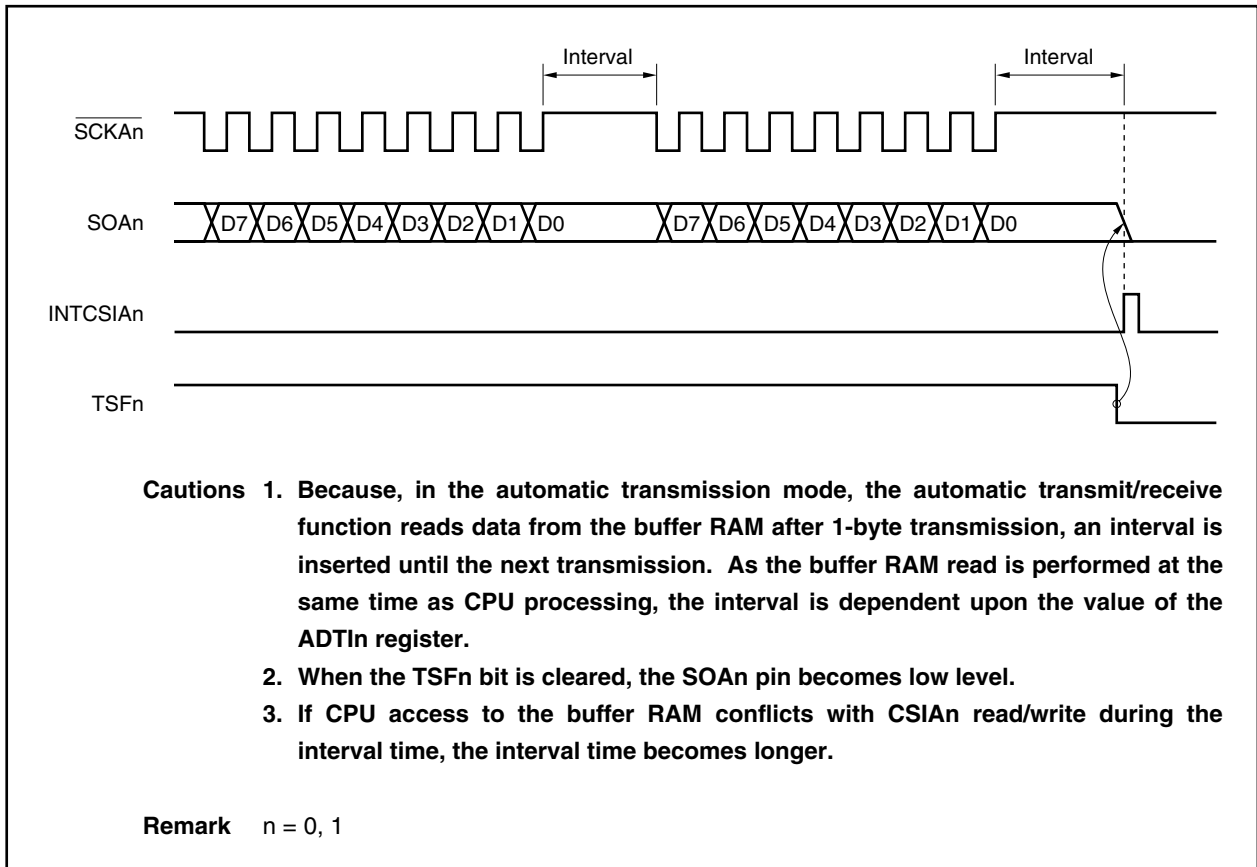 Interval Interval
SCKAn
SOAn D7 D6 D5 D4 D3 D2 D1 D0 D7 D6 D5 D4 D3 D2 D1 D0
INTCSIAn
TSFn
Cautions 1. Because, in the automatic transmission mode, the automatic transmit/receive
function reads data from the buffer RAM after 1-byte transmission, an interval is
inserted until the next transmission. As the buffer RAM read is performed at the
same time as CPU processing, the interval is dependent upon the value of the
ADTIn register.
2. When the TSFn bit is cleared, the SOAn pin becomes low level.
3. If CPU access to the buffer RAM conflicts with CSIAn read/write during the
interval time, the interval time becomes longer.
Remark n = 0, 1